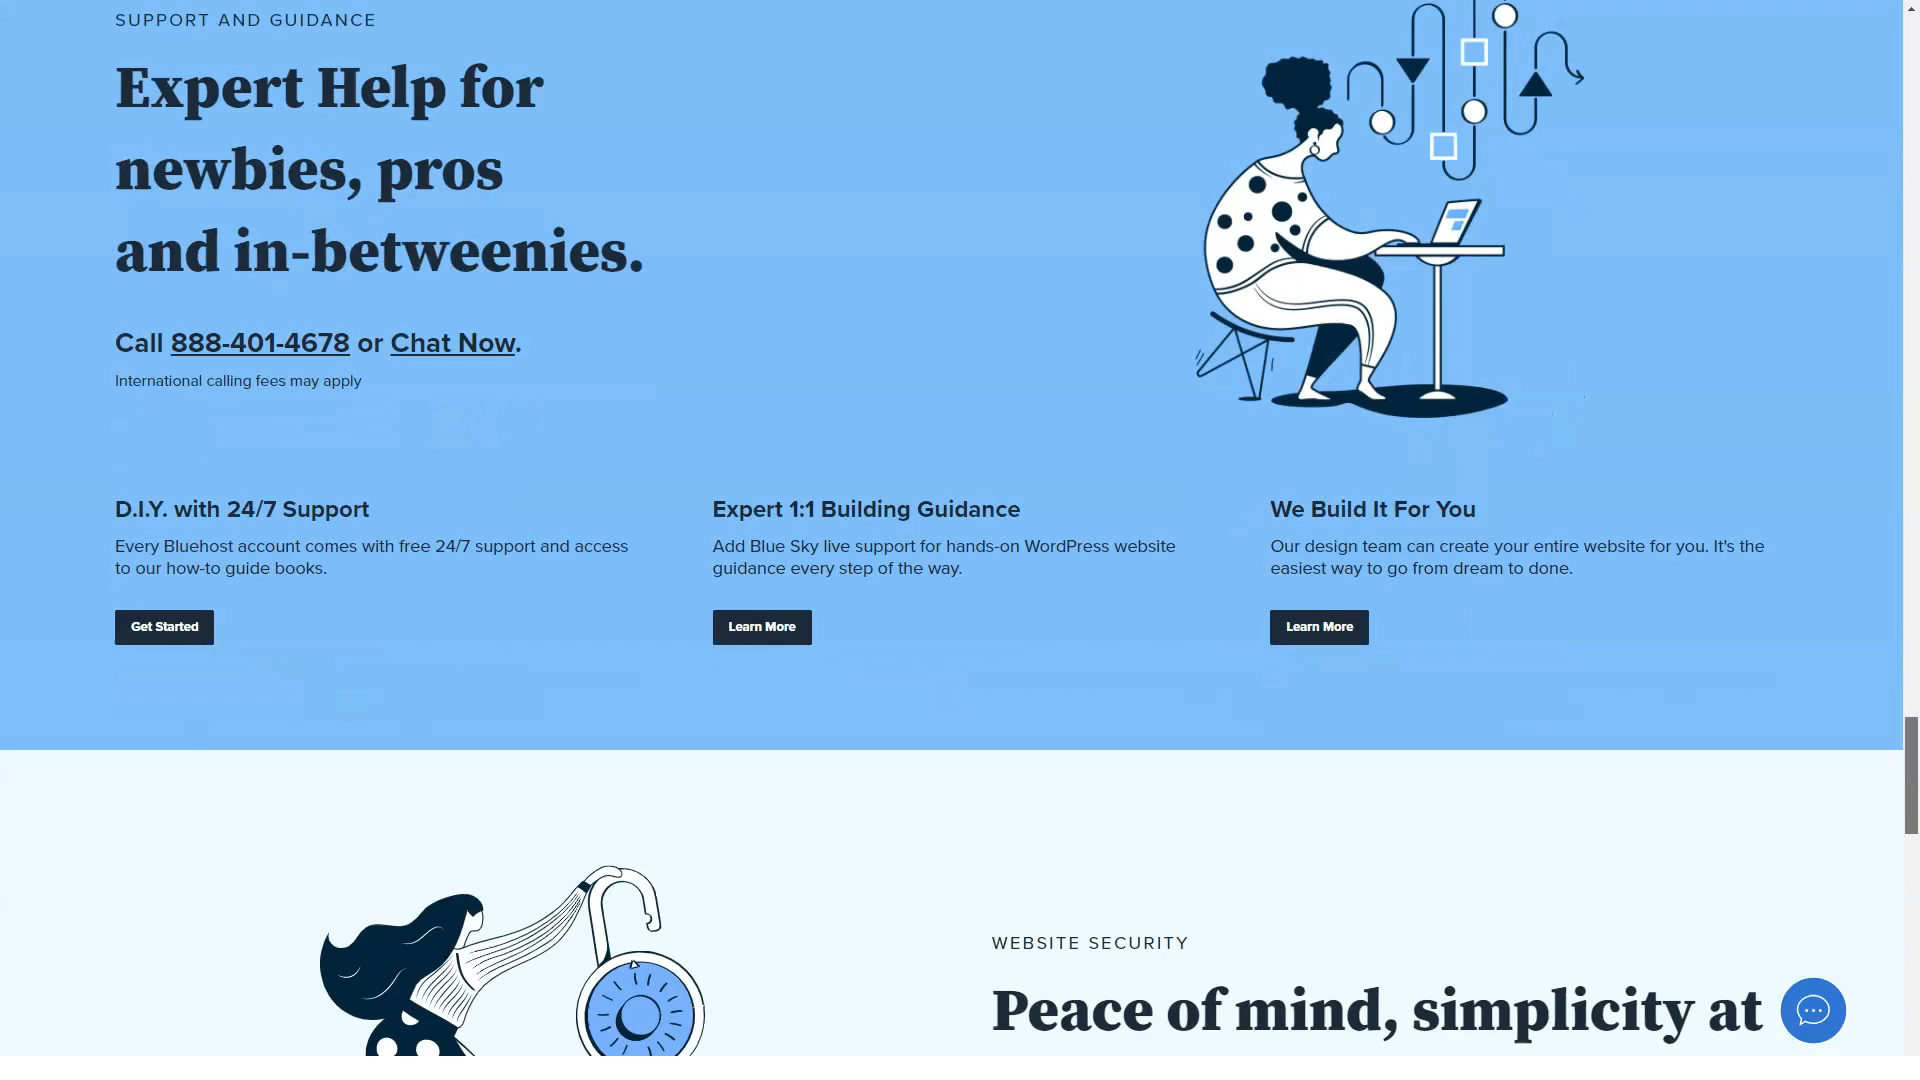 SUPPORT AND GUIDANCE
Expert Help for
newbies, pros
and in-betweenies.
Call 888-401-4678 or Chat Now.
International calling fees may apply
D.I.Y. with 24/7 Support
Every Bluehost account comes with free 24/7 support and access
to our how-to guide books.
Get Started
Expert 1:1 Building Guidance
Add Blue Sky live support for hands-on WordPress website
guidance every step of the way.
Learn More
We Build It For You
Our design team can create your entire website for you. It's the
easiest way to go from dream to done.
Learn More
WEBSITE SECURITY
Peace of mind, simplicity at